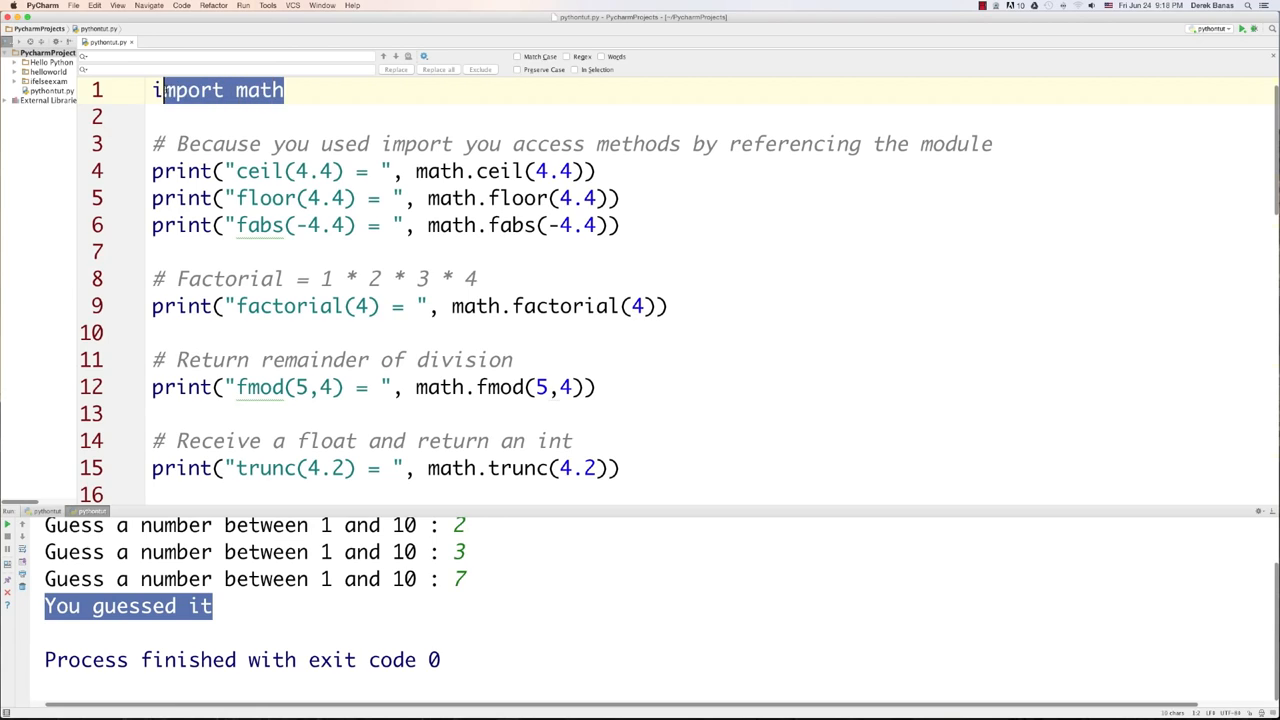 PyCharm File Edit View Navigate Code Refactor Run Tools VCS Window Help
Fri Jun 24 9:18 PM Derek Banas
pythontut.py - PycharmProjects - [~/PycharmProjects]
PycharmProjects pythontut.py
pythontut
pythontut.py
PycharmProject
Hello Python
helloworld
ifelseexam
pythontut.py
External Librarie
Match Case Regex Words
Replace Replace all Exclude Preserve Case In Selection
1 import math
2
3 # Because you used import you access methods by referencing the module
4 print("ceil(4.4) = ", math.ceil(4.4))
5 print("floor(4.4) = ", math.floor(4.4))
6 print("fabs(-4.4) = ", math.fabs(-4.4))
7
8 # Factorial = 1 * 2 * 3 * 4
9 print("factorial(4) = ", math.factorial(4))
10
11 # Return remainder of division
12 print("fmod(5,4) = ", math.fmod(5,4))
13
14 # Receive a float and return an int
15 print("trunc(4.2) = ", math.trunc(4.2))
16
Run: pythontut pythontut
Guess a number between 1 and 10 : 2
Guess a number between 1 and 10 : 3
Guess a number between 1 and 10 : 7
You guessed it
Process finished with exit code 0
10 chars 1:2 LF÷ UTF-8÷